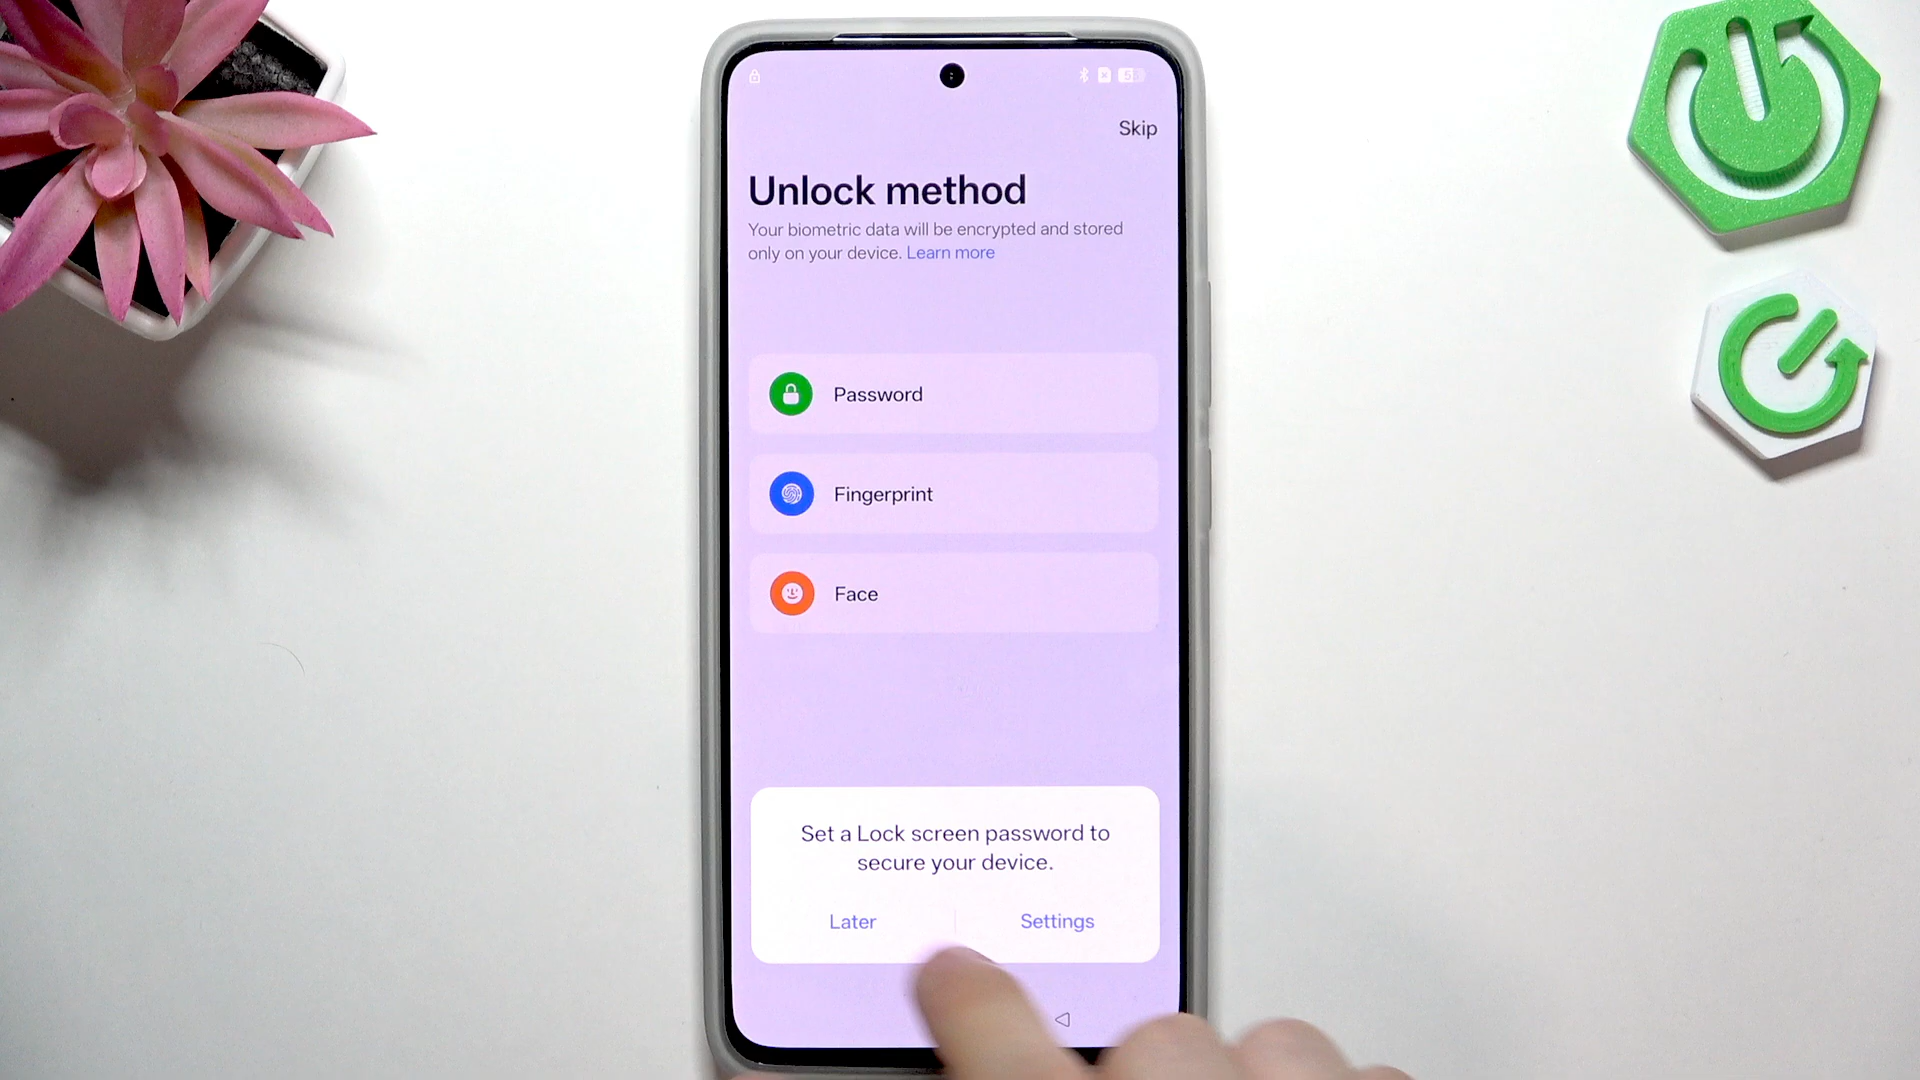 Skip
Unlock method
Your biometric data will be encrypted and stored
only on your device. Learn more
Password
Fingerprint
Face
Set a Lock screen password to
secure your device.
Later
Settings